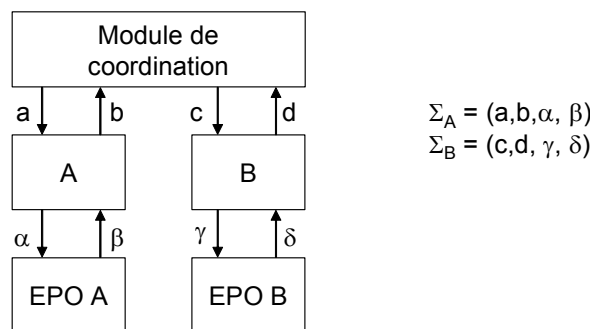 Module de
coordination
a b c d
Σ_A = (a,b,α, β)
Σ_B = (c,d, γ, δ)
A B
α β γ δ
EPO A EPO B